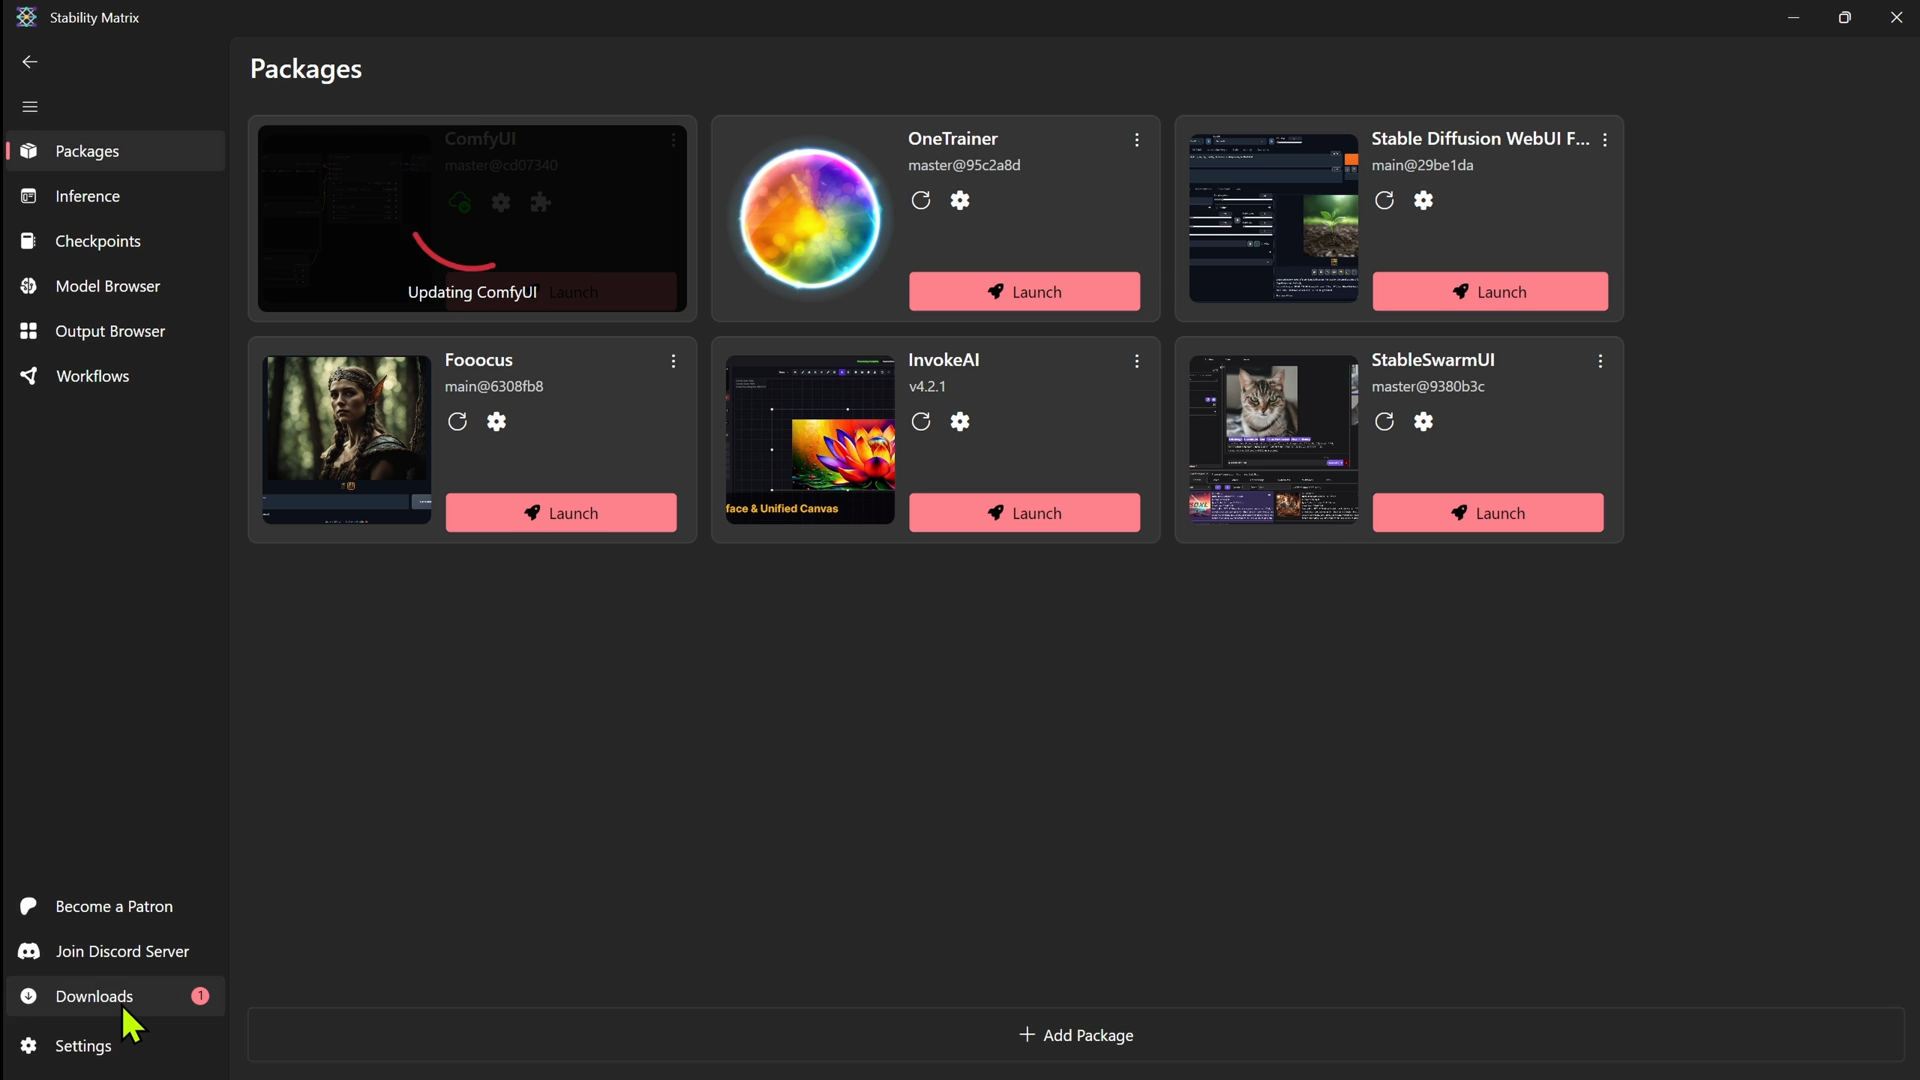 Stability Matrix
Packages
Packages
Inference
Checkpoints
Model Browser
Output Browser
Workflows
ComfyUI
master@cd07340
Updating ComfyUI
Launch
OneTrainer
master@95c2a8d
Launch
Stable Diffusion WebUI F...
main@29be1da
Launch
Fooocus
main@6308fb8
Launch
InvokeAI
v4.2.1
face & Unified Canvas
Launch
StableSwarmUI
master@9380b3c
Launch
Become a Patron
Join Discord Server
Downloads 1
Settings
Add Package